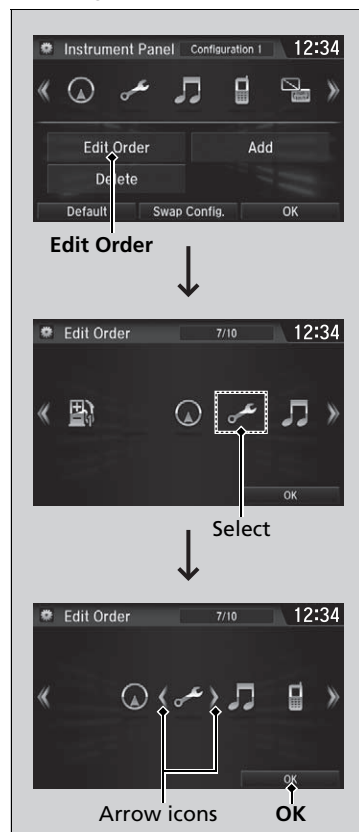 Instrument Panel Configuration 1 12:34
Edit Order Add
Delete
Default Swap Config. OK
Edit Order
Edit Order 7/10 12:34
OK
Select
Edit Order 7/10 12:34
OK
Arrow icons OK